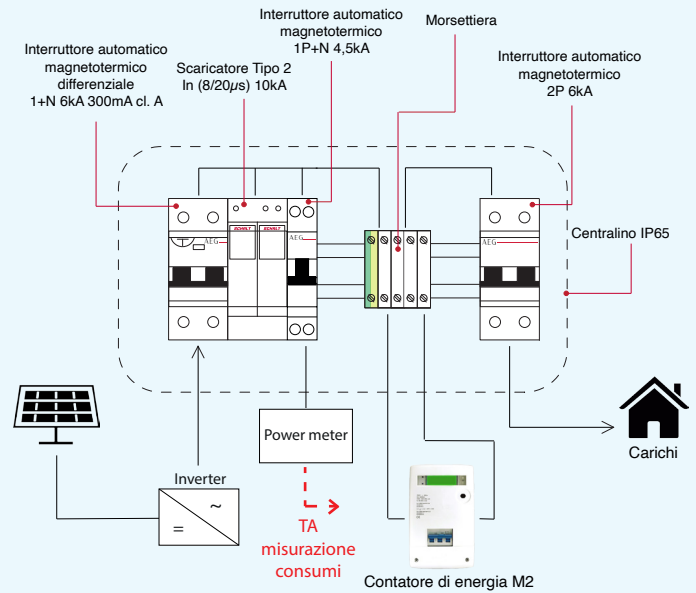 Interruttore automatico
magnetotermico
1P+N 4,5kA
Morsettiera
Interruttore automatico
magnetotermico
differenziale
1+N 6kA 300mA cl. A
Scaricatore Tipo 2
In (8/20µs) 10kA
Interruttore automatico
magnetotermico
2P 6kA
Centralino IP65
AEG
SCHALT
SCHALT
AEG
AEG
Power meter
Carichi
Inverter
~
=
TA
misurazione
consumi
Contatore di energia M2